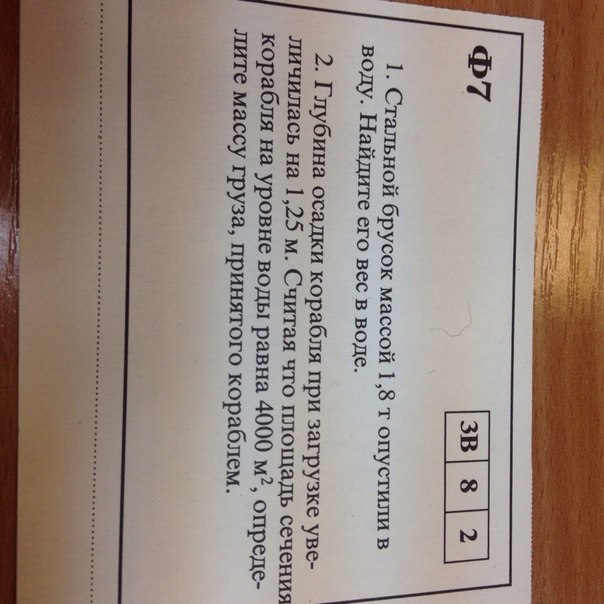 Ф7
3В 8 2
1. Стальной брусок массой 1,8 т опустили в
воду. Найдите его вес в воде.
2. Глубина осадки корабля при загрузке уве-
личилась на 1,25 м. Считая что площадь сечения
корабля на уровне воды равна 4000 м², опреде-
лите массу груза, принятого кораблем.